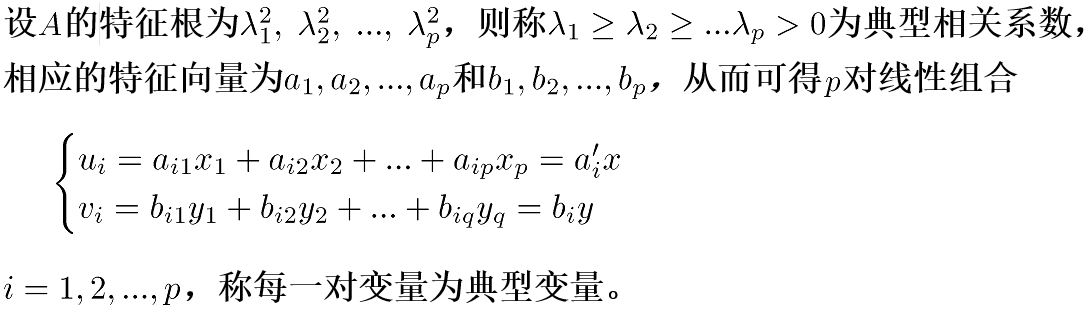 设A的特征根为λ₁², λ₂², ..., λₚ²，则称λ₁ ≥ λ₂ ≥ ...λₚ > 0为典型相关系数，
相应的特征向量为a₁, a₂, ..., aₚ和b₁, b₂, ..., bₚ，从而可得p对线性组合
uᵢ = aᵢ₁x₁ + aᵢ₂x₂ + ... + aᵢₚxₚ = a′ᵢx
vᵢ = bᵢ₁y₁ + bᵢ₂y₂ + ... + b_{iq}y_q = bᵢy
i = 1, 2, ..., p，称每一对变量为典型变量。